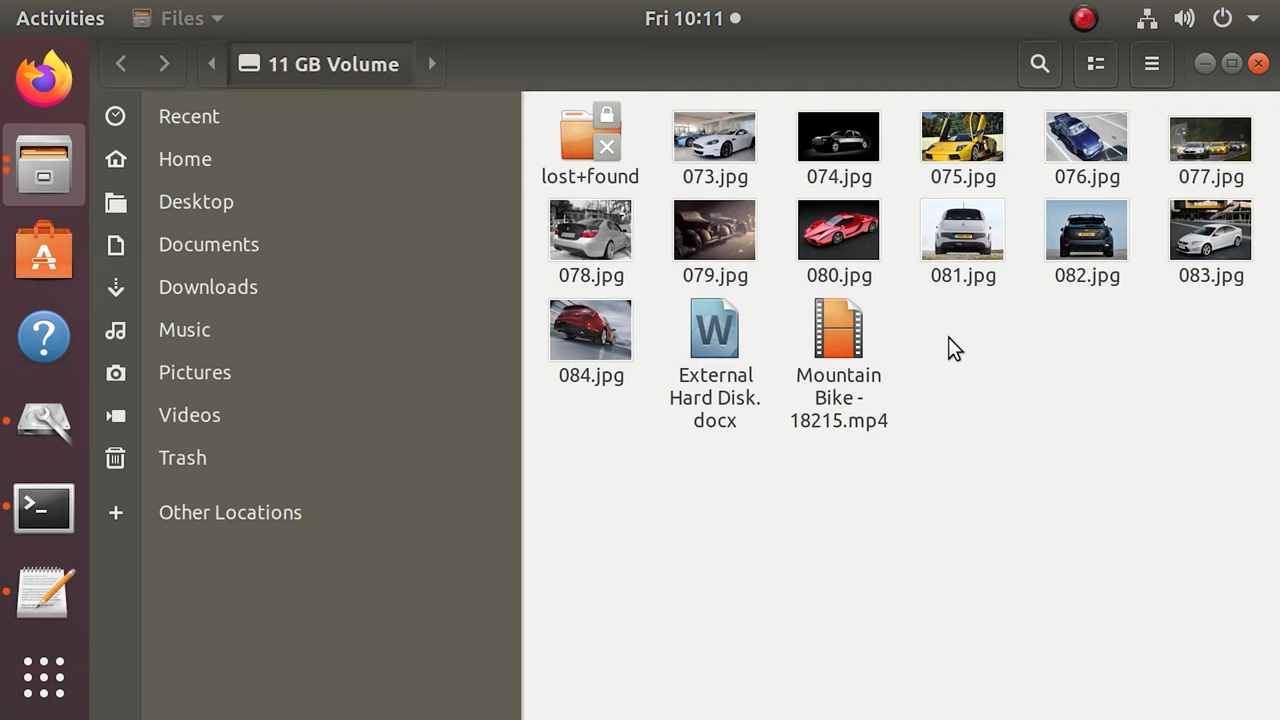 Activities
Files
Fri 10:11
11 GB Volume
Recent
Home
Desktop
Documents
Downloads
Music
Pictures
Videos
Trash
Other Locations
lost+found
073.jpg
074.jpg
075.jpg
076.jpg
077.jpg
078.jpg
079.jpg
080.jpg
081.jpg
082.jpg
083.jpg
084.jpg
External
Hard Disk.
docx
Mountain
Bike -
18215.mp4